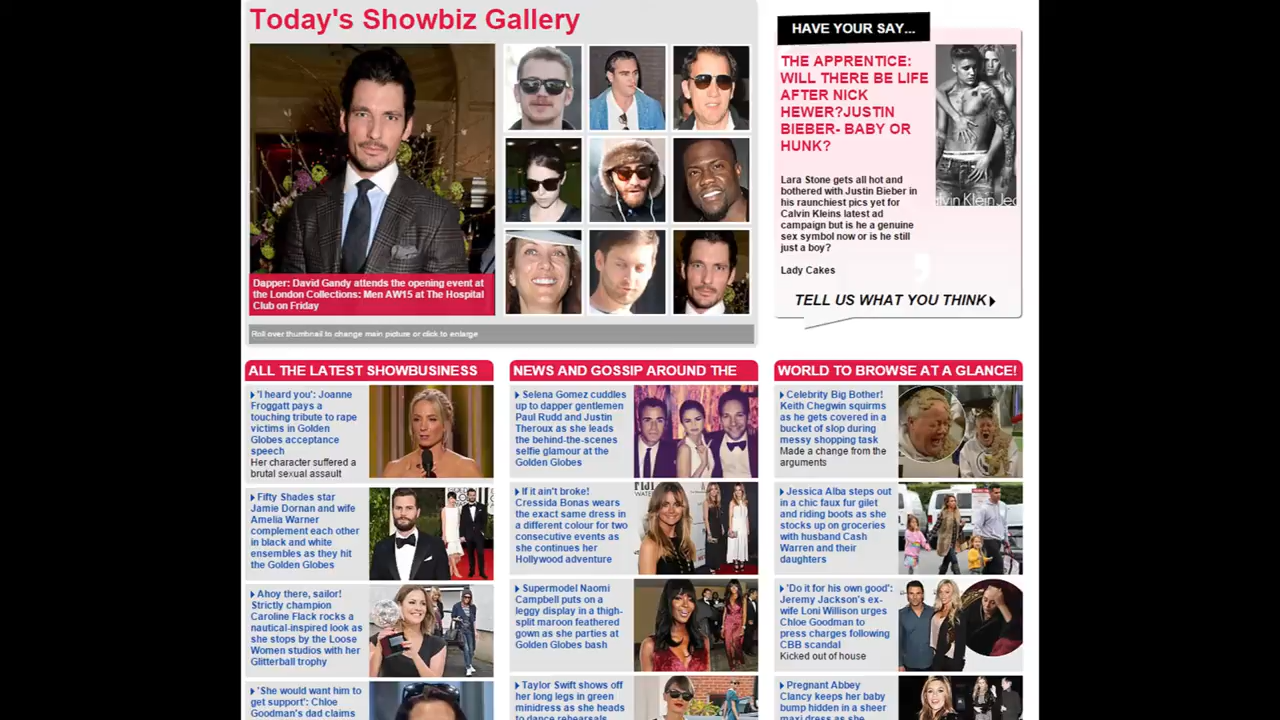 Today's Showbiz Gallery
Dapper: David Gandy attends the opening event at
the London Collections: Men AW15 at The Hospital
Club on Friday
Roll over thumbnail to change main picture or click to enlarge
HAVE YOUR SAY...
THE APPRENTICE:
WILL THERE BE LIFE
AFTER NICK
HEWER?JUSTIN
BIEBER- BABY OR
HUNK?
Lara Stone gets all hot and
bothered with Justin Bieber in
his raunchiest pics yet for
Calvin Kleins latest ad
campaign but is he a genuine
sex symbol now or is he still
just a boy?
Lady Cakes
TELL US WHAT YOU THINK
ALL THE LATEST SHOWBUSINESS
'I heard you': Joanne
Froggatt pays a
touching tribute to rape
victims in Golden
Globes acceptance
speech
Her character suffered a
brutal sexual assault
Fifty Shades star
Jamie Dornan and wife
Amelia Warner
complement each other
in black and white
ensembles as they hit
the Golden Globes
Ahoy there, sailor!
Strictly champion
Caroline Flack rocks a
nautical-inspired look as
she stops by the Loose
Women studios with her
Glitterball trophy
'She would want him to
get support': Chloe
Goodman's dad claims
NEWS AND GOSSIP AROUND THE
Selena Gomez cuddles
up to dapper gentlemen
Paul Rudd and Justin
Theroux as she leads
the behind-the-scenes
selfie glamour at the
Golden Globes
If it ain't broke!
Cressida Bonas wears
the exact same dress in
a different colour for two
consecutive events as
she continues her
Hollywood adventure
Supermodel Naomi
Campbell puts on a
leggy display in a thigh-
split maroon feathered
gown as she parties at
Golden Globes bash
Taylor Swift shows off
her long legs in green
minidress as she heads
to dance rehearsals
WORLD TO BROWSE AT A GLANCE!
Celebrity Big Bother!
Keith Chegwin squirms
as he gets covered in a
bucket of slop during
messy shopping task
Made a change from the
arguments
Jessica Alba steps out
in a chic faux fur gilet
and riding boots as she
stocks up on groceries
with husband Cash
Warren and their
daughters
'Do it for his own good':
Jeremy Jackson's ex-
wife Loni Willison urges
Chloe Goodman to
press charges following
CBB scandal
Kicked out of house
Pregnant Abbey
Clancy keeps her baby
bump hidden in a sheer
maxi dress as she